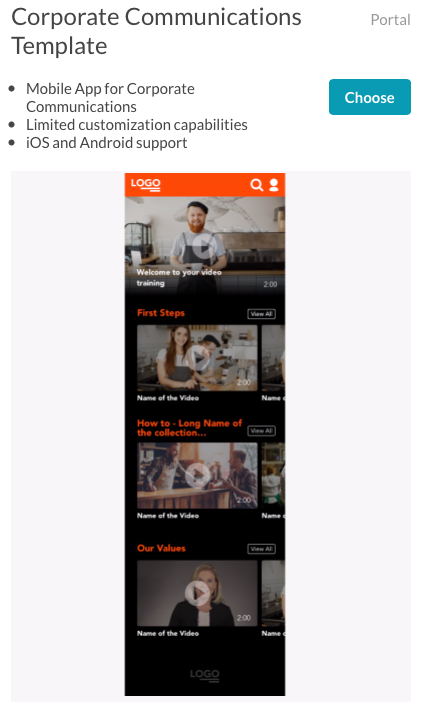 Corporate Communications
Template
Portal
Mobile App for Corporate
Communications
Limited customization capabilities
iOS and Android support
Choose
LOGO
Welcome to your video
training
2:00
First Steps
View All
2:00
Name of the Video
Name o
How to - Long Name of
the collection...
View All
2:00
Name of the Video
Name o
Our Values
View All
2:00
Name of the Video
Name o
LOGO